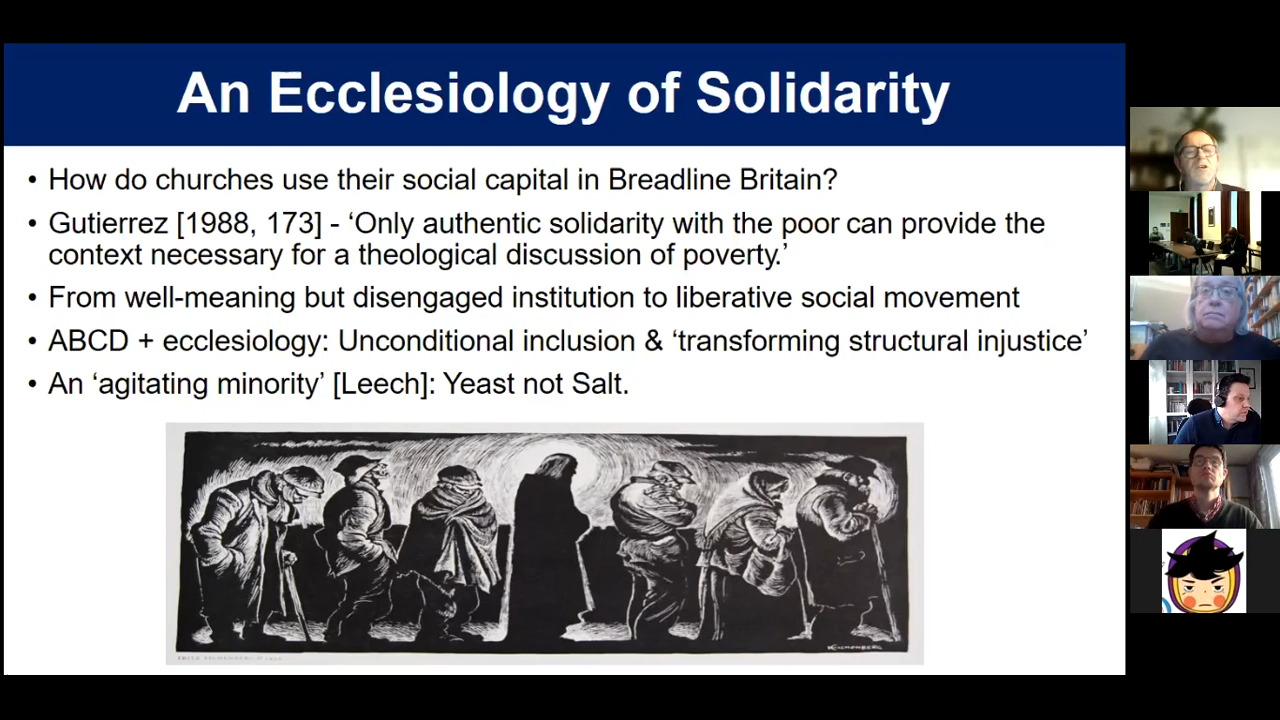 An Ecclesiology of Solidarity
• How do churches use their social capital in Breadline Britain?
• Gutierrez [1988, 173] - ‘Only authentic solidarity with the poor can provide the
context necessary for a theological discussion of poverty.’
• From well-meaning but disengaged institution to liberative social movement
• ABCD + ecclesiology: Unconditional inclusion & ‘transforming structural injustice’
• An ‘agitating minority’ [Leech]: Yeast not Salt.